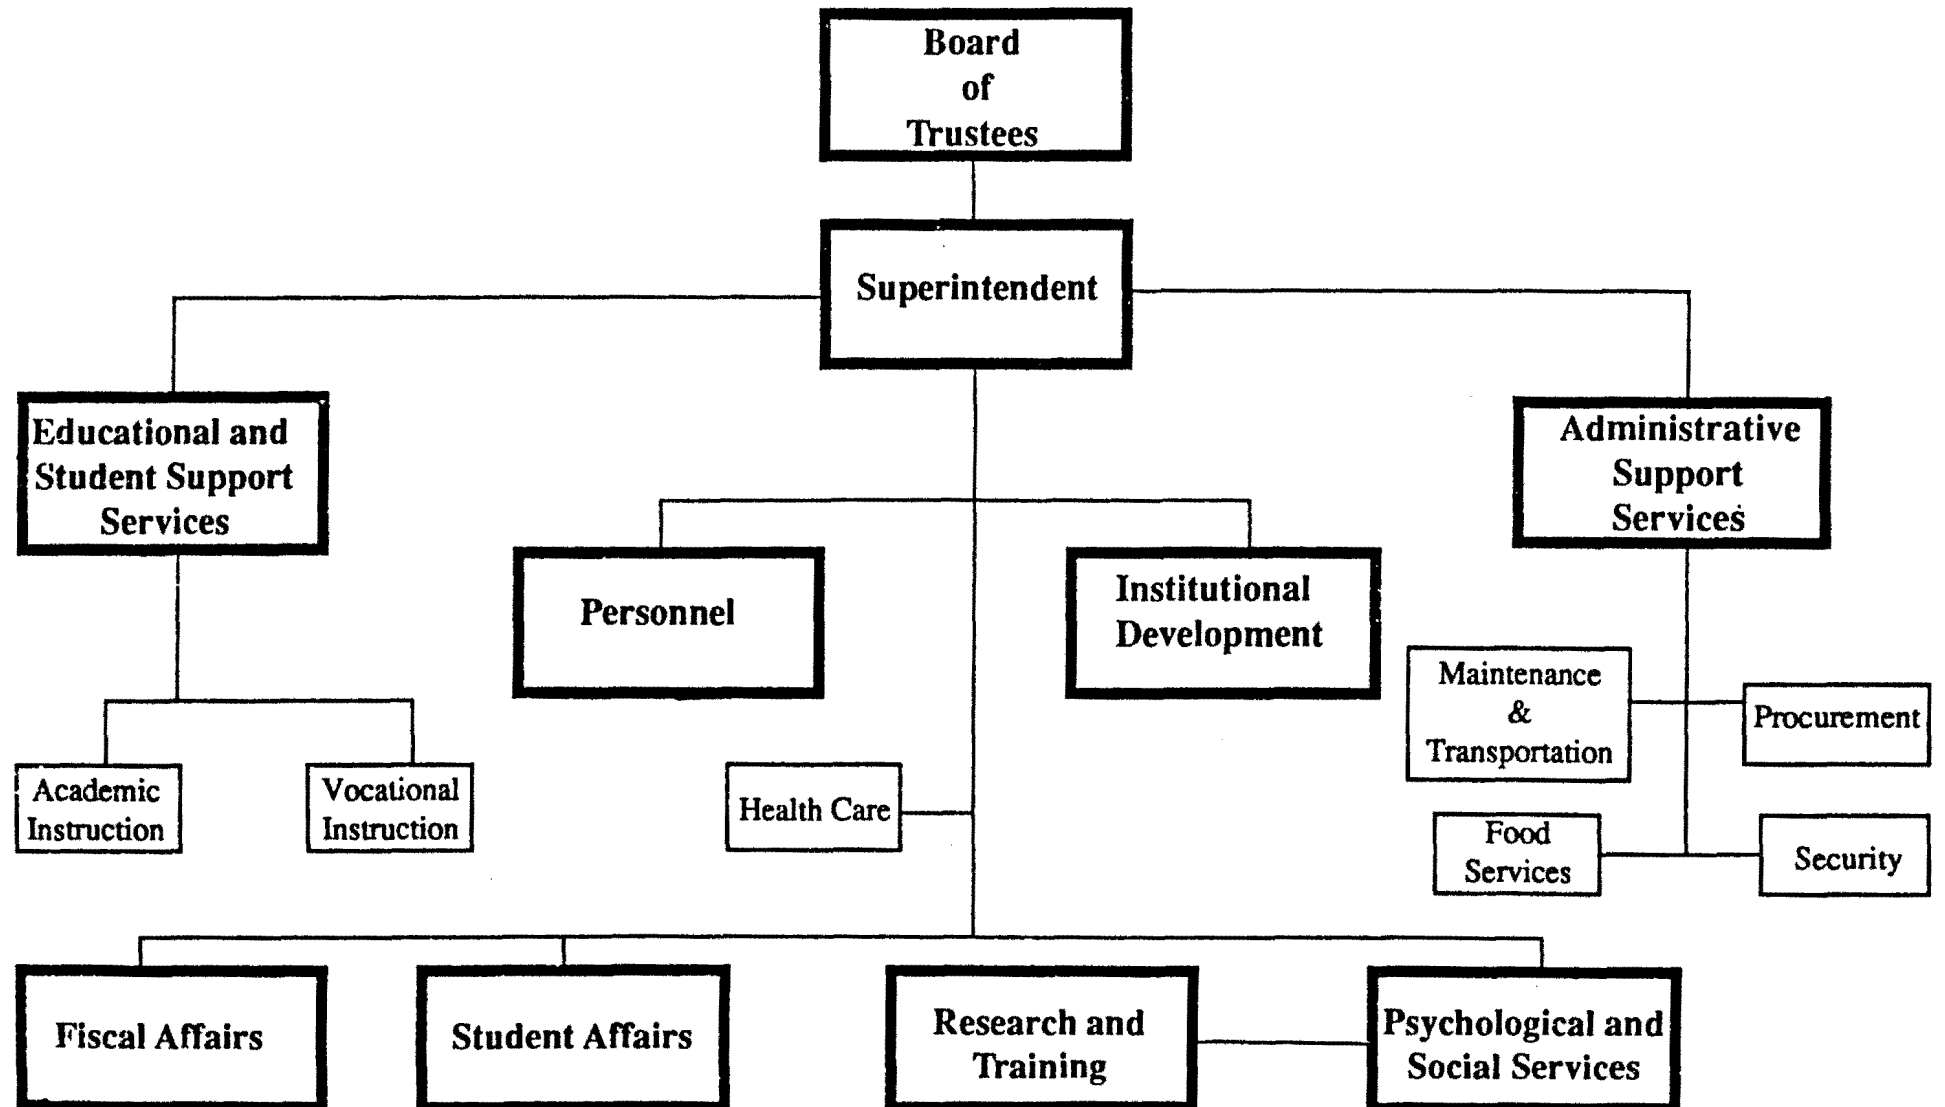 Board
of
Trustees
Superintendent
Educational and
Student Support
Services
Administrative
Support
Services
Personnel
Institutional
Development
Maintenance
&
Transportation
Procurement
Academic
Instruction
Vocational
Instruction
Health Care
Food
Services
Security
Fiscal Affairs
Student Affairs
Research and
Training
Psychological and
Social Services